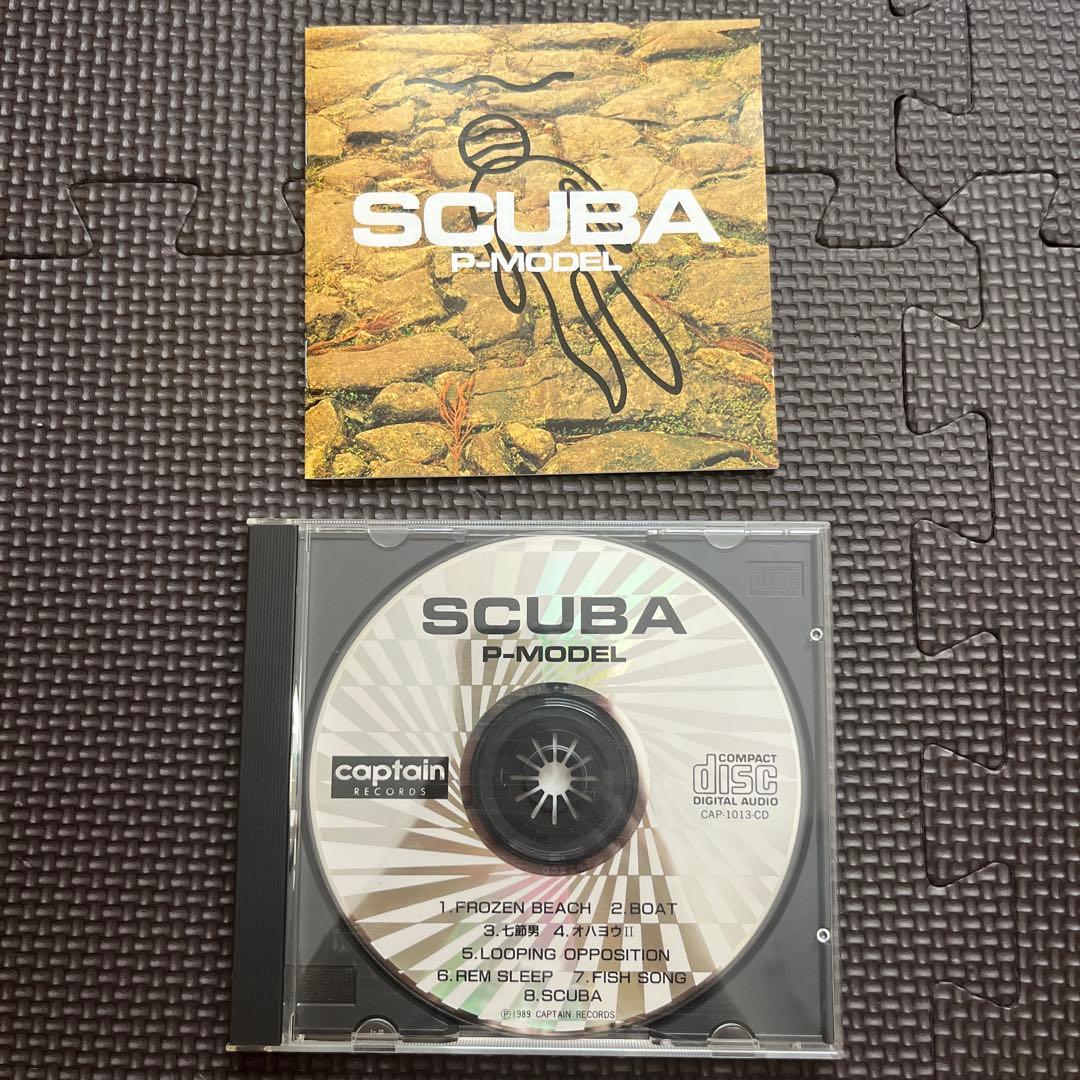 SCUBA
P-MODEL
SCUBA
P-MODEL
captain
RECORDS
COMPACT
disc
DIGITAL AUDIO
CAP-1013-CD
1.FROZEN BEACH 2.BOAT
3.七節男 4.オハヨウII
5.LOOPING OPPOSITION
6.REM SLEEP 7.FISH SONG
8.SCUBA
Ⓟ1989 CAPTAIN RECORDS